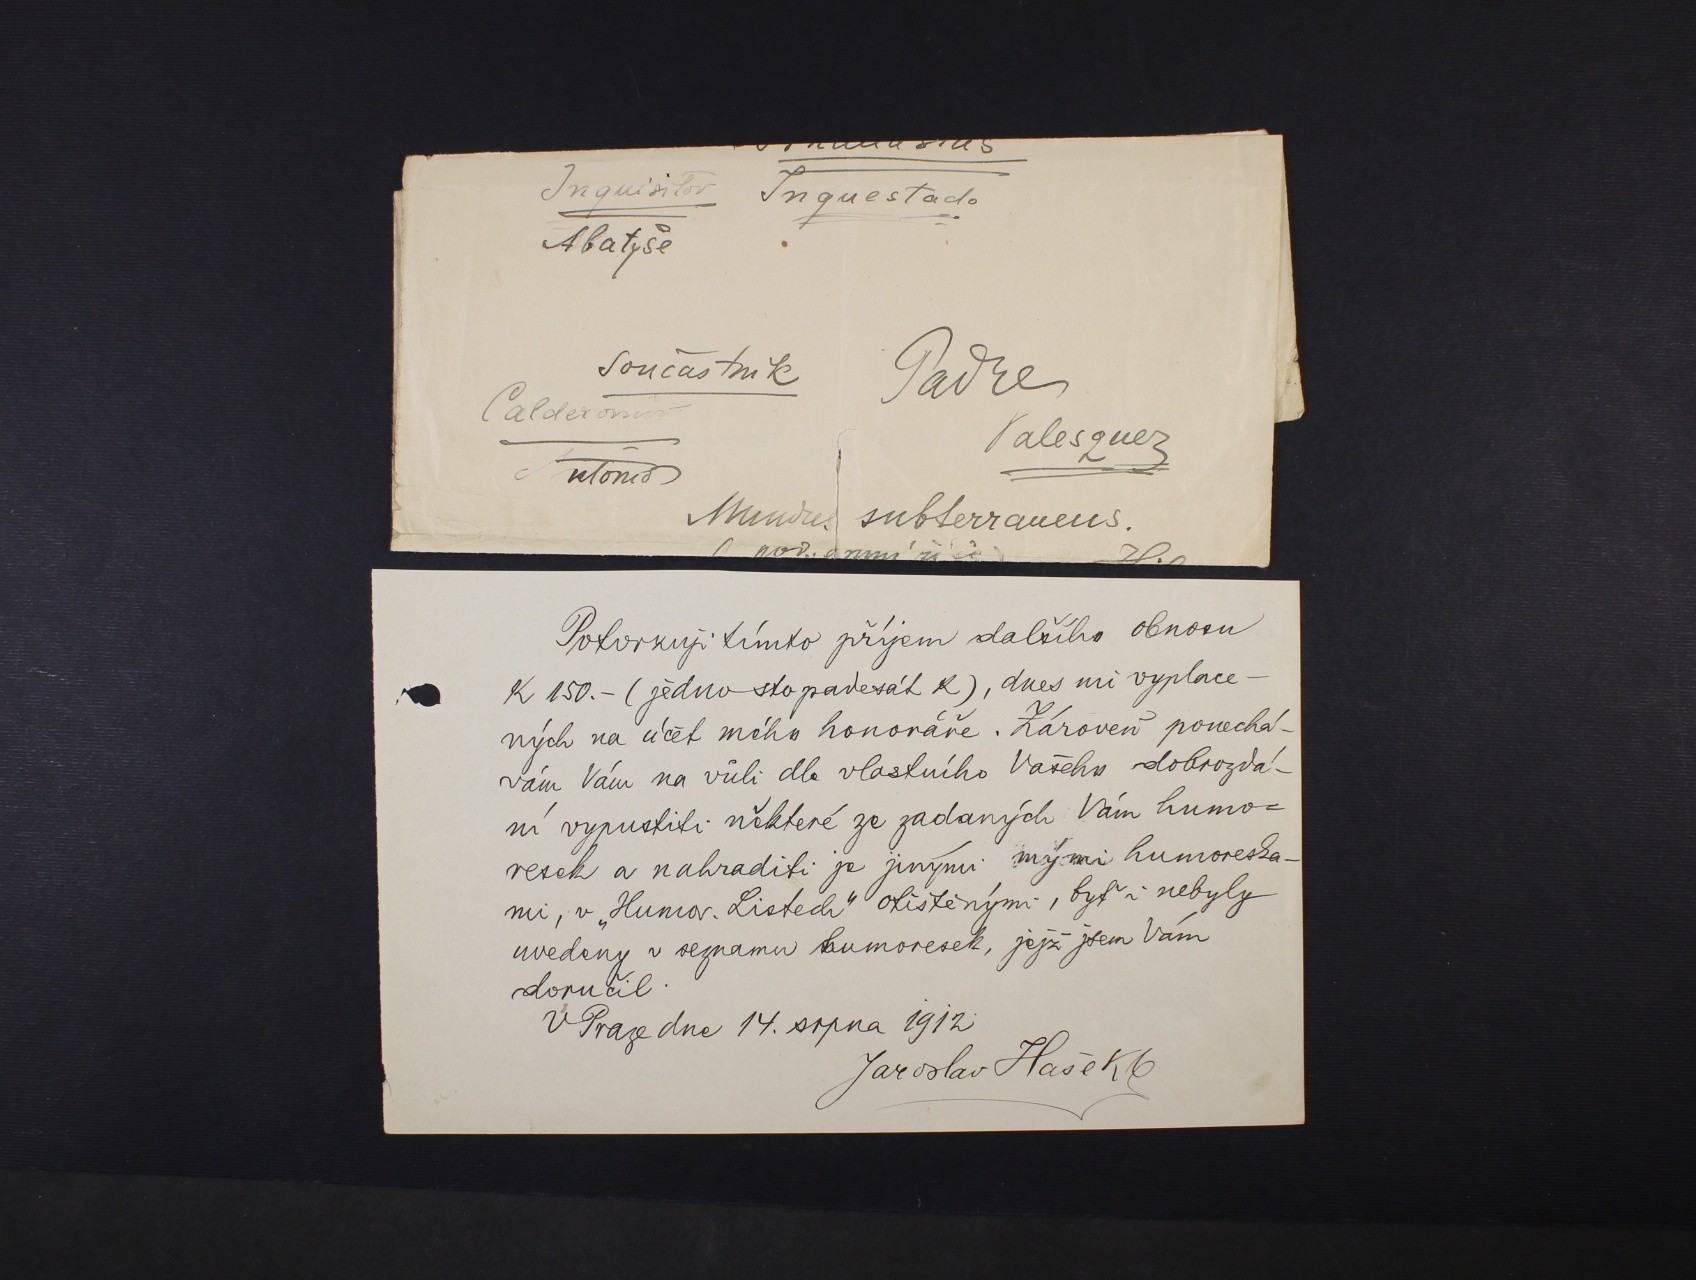 Inquisitor Inquestado
Abatyše
Součastník Padre
Calderonův
Antonio Valesquez
Mundus subterraneus.
Potvrzuji tímto příjem dalšího obnosu
K 150.- (jedno sto padesát K), dnes mi vyplace-
ných na účet mého honoráře. Zároveň ponechá-
vám Vám na vůli dle vlastního Vašeho dobrozdá-
ní vypustiti některé ze zadaných Vám humo=
resek a nahraditi je jinými mými humoreska-
mi, v „Humor. Listech" otištěnými, byť i nebyly
uvedeny v seznamu humoresek, jejž jsem Vám
doručil.
V Praze dne 14. srpna 1912
Jaroslav Hašek